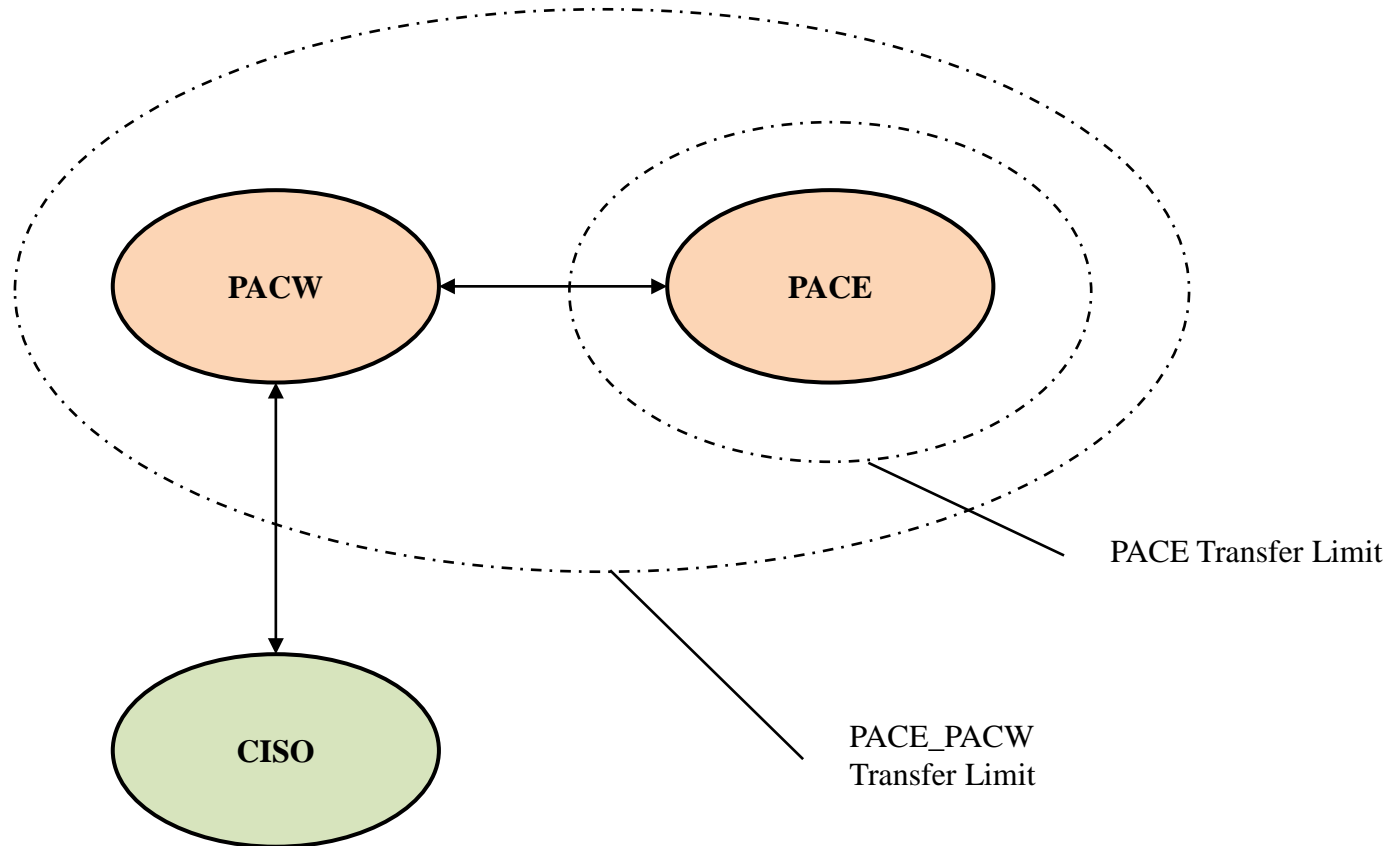 PACW
PACE
PACE Transfer Limit
CISO
PACE_PACW
Transfer Limit